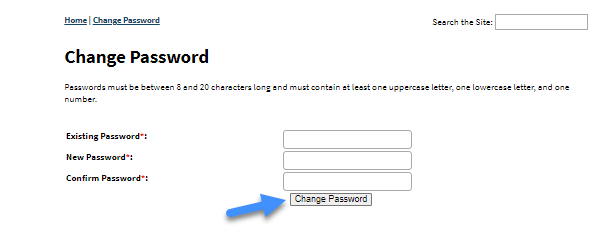 Home | Change Password
Search the Site:
Change Password
Passwords must be between 8 and 20 characters long and must contain at least one uppercase letter, one lowercase letter, and one
number.
Existing Password*:
New Password*:
Confirm Password*:
Change Password